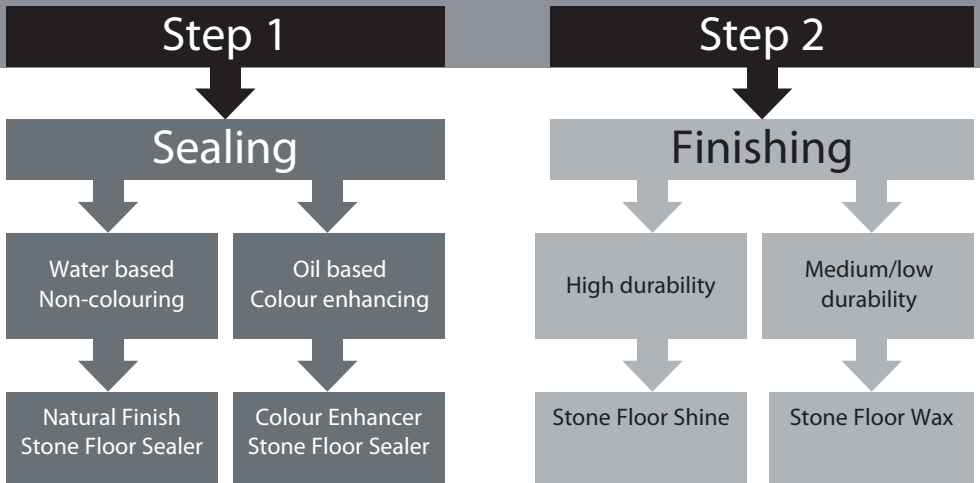 Step 1
Sealing
Water based
Non-colouring
Oil based
Colour enhancing
Natural Finish
Stone Floor Sealer
Colour Enhancer
Stone Floor Sealer
Step 2
Finishing
High durability
Medium/low
durability
Stone Floor Shine
Stone Floor Wax